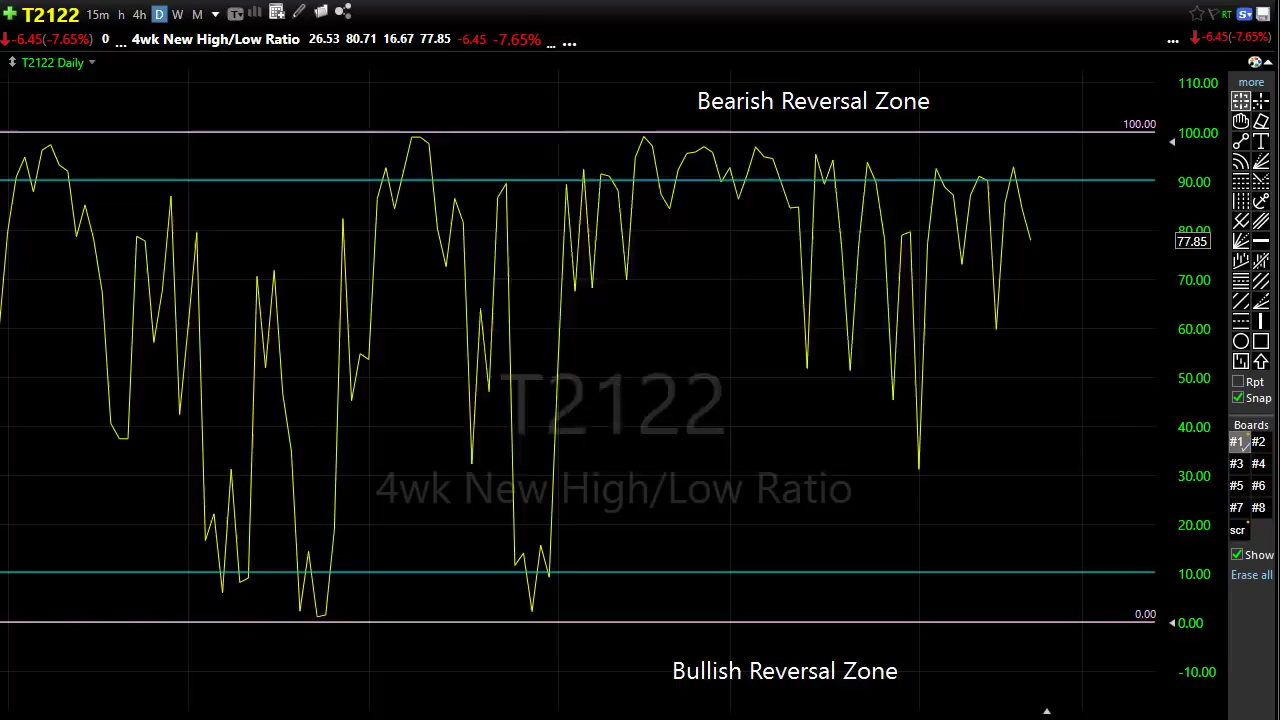 T2122 15m h 4h D W M RT S
-6.45(-7.65%) 0 ... 4wk New High/Low Ratio 26.53 80.71 16.67 77.85 -6.45 -7.65% ... ... ... -6.45(-7.65%)
T2122 Daily
more
110.00
Bearish Reversal Zone
100.00
100.00
90.00
80.00
77.85
70.00
60.00
50.00
40.00
30.00
20.00
10.00
0.00
0.00
-10.00
T2122
4wk New High/Low Ratio
Bullish Reversal Zone
Rpt
Snap
Boards
#1 #2
#3 #4
#5 #6
#7 #8
scr
Show
Erase all